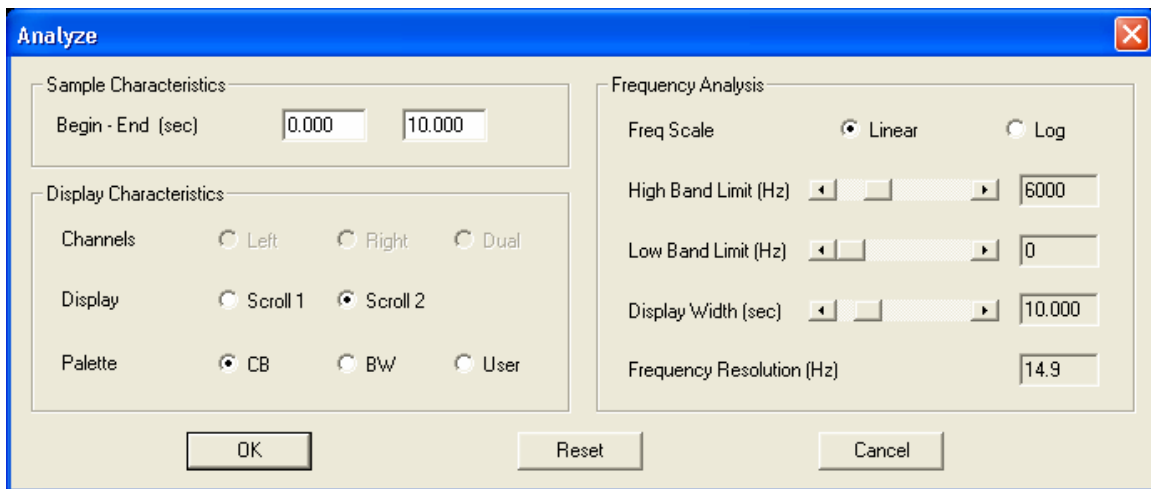 Analyze
Sample Characteristics
Begin - End (sec) 0.000 10.000
Display Characteristics
Channels Left Right Dual
Display Scroll 1 Scroll 2
Palette CB BW User
Frequency Analysis
Freq Scale Linear Log
High Band Limit (Hz) 6000
Low Band Limit (Hz) 0
Display Width (sec) 10.000
Frequency Resolution (Hz) 14.9
OK Reset Cancel